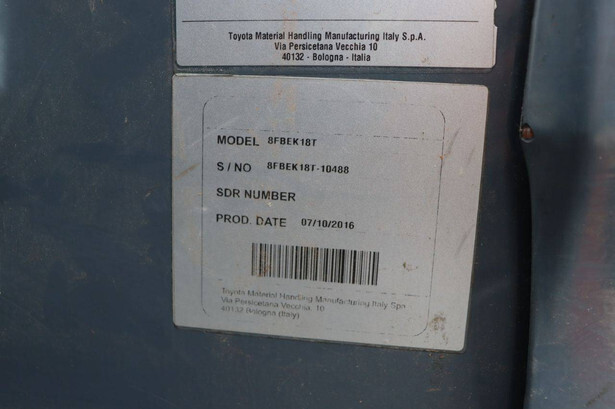 Toyota Material Handling Manufacturing Italy S.p.A.
Via Persicetana Vecchia 10
40132 - Bologna - Italia
MODEL 8FBEK18T
S / NO 8FBEK18T-10488
SDR NUMBER
PROD. DATE 07/10/2016
Toyota Material Handling Manufacturing Italy Spa
Via Persicetana Vecchia, 10
40132 Bologna (Italy)